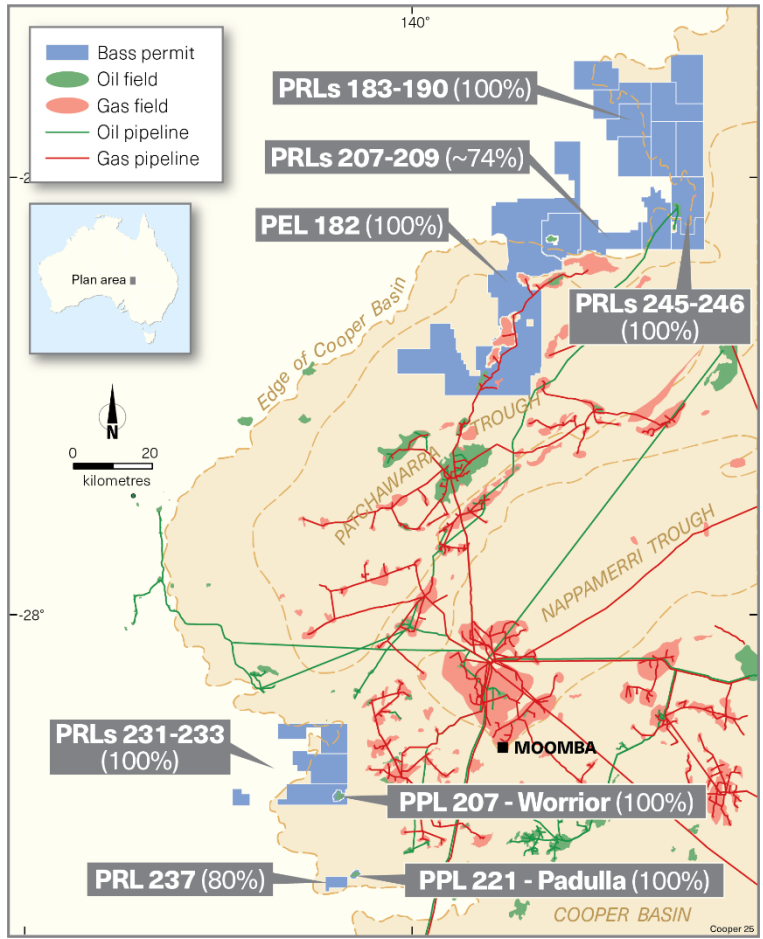 140°
Bass permit
Oil field
Gas field
Oil pipeline
Gas pipeline
PRLs 183-190 (100%)
PRLs 207-209 (~74%)
PEL 182 (100%)
PRLs 245-246
(100%)
Plan area
Edge of Cooper Basin
N
0 20
kilometres
PATCHAWARRA TROUGH
NAPPAMERRI TROUGH
-28°
PRLs 231-233
(100%)
MOOMBA
PPL 207 - Worrior (100%)
PRL 237 (80%)
PPL 221 - Padulla (100%)
COOPER BASIN
Cooper 25